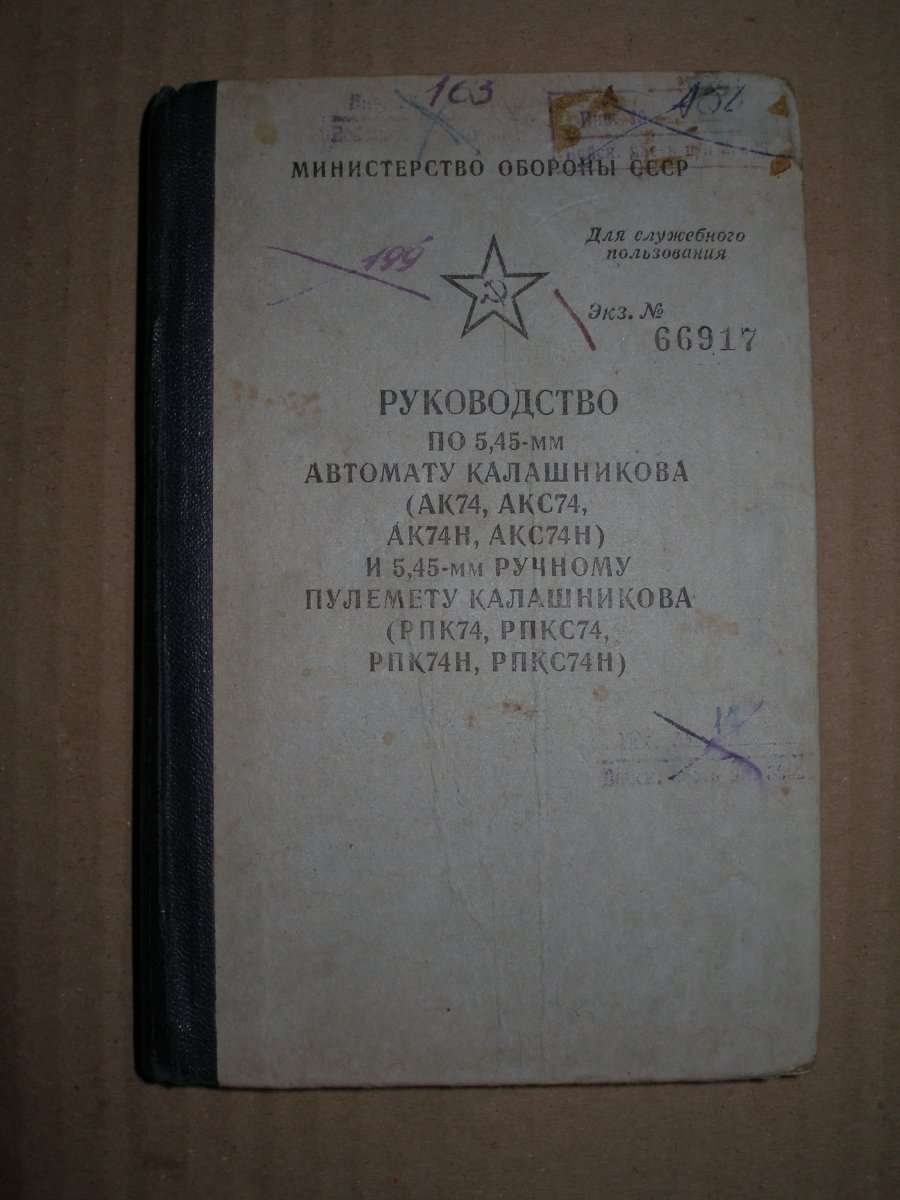 103
МИНИСТЕРСТВО ОБОРОНЫ СССР
Для служебного
пользования
199
Экз. №
66917
РУКОВОДСТВО
ПО 5,45-мм
АВТОМАТУ КАЛАШНИКОВА
(АК74, АКС74,
АК74Н, АКС74Н)
И 5,45-мм РУЧНОМУ
ПУЛЕМЕТУ КАЛАШНИКОВА
(РПК74, РПКС74,
РПК74Н, РПКС74Н)